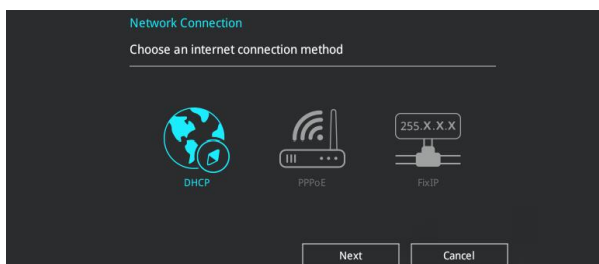 Network Connection
Choose an internet connection method
255.X.X.X
DHCP
PPPoE
FixIP
Next
Cancel